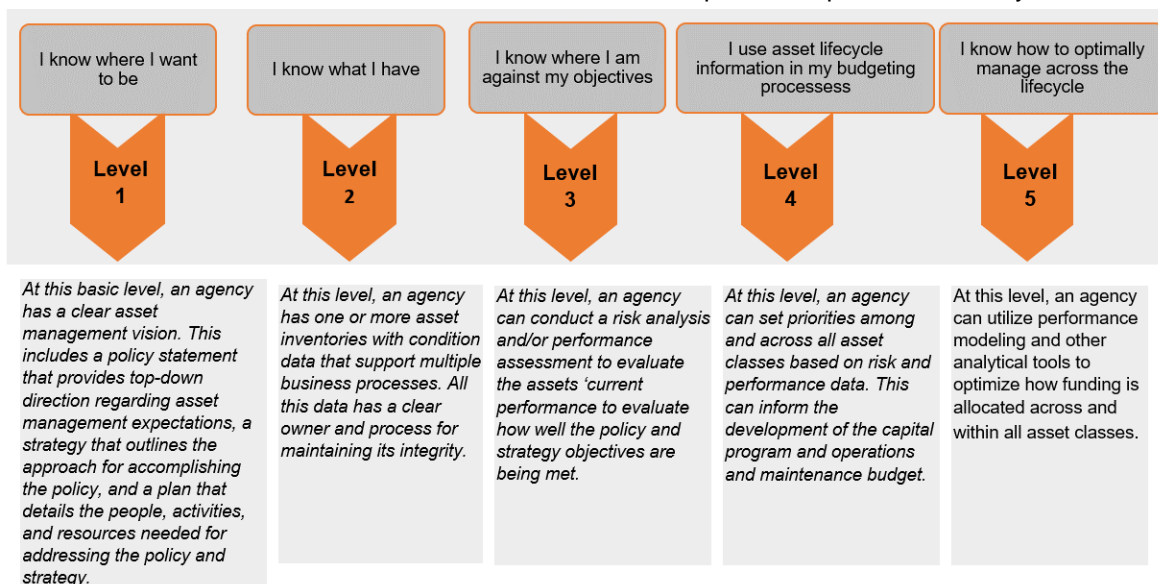 I know where I want
to be
I know what I have
I know where I am
against my objectives
I use asset lifecycle
information in my budgeting
processess
I know how to optimally
manage across the
lifecycle
Level
1
Level
2
Level
3
Level
4
Level
5
At this basic level, an agency
has a clear asset
management vision. This
includes a policy statement
that provides top-down
direction regarding asset
management expectations, a
strategy that outlines the
approach for accomplishing
the policy, and a plan that
details the people, activities,
and resources needed for
addressing the policy and
strategy.
At this level, an agency
has one or more asset
inventories with condition
data that support multiple
business processes. All
this data has a clear
owner and process for
maintaining its integrity.
At this level, an agency
can conduct a risk analysis
and/or performance
assessment to evaluate
the assets ‘current
performance to evaluate
how well the policy and
strategy objectives are
being met.
At this level, an agency
can set priorities among
and across all asset
classes based on risk and
performance data. This
can inform the
development of the capital
program and operations
and maintenance budget.
At this level, an agency
can utilize performance
modeling and other
analytical tools to
optimize how funding is
allocated across and
within all asset classes.